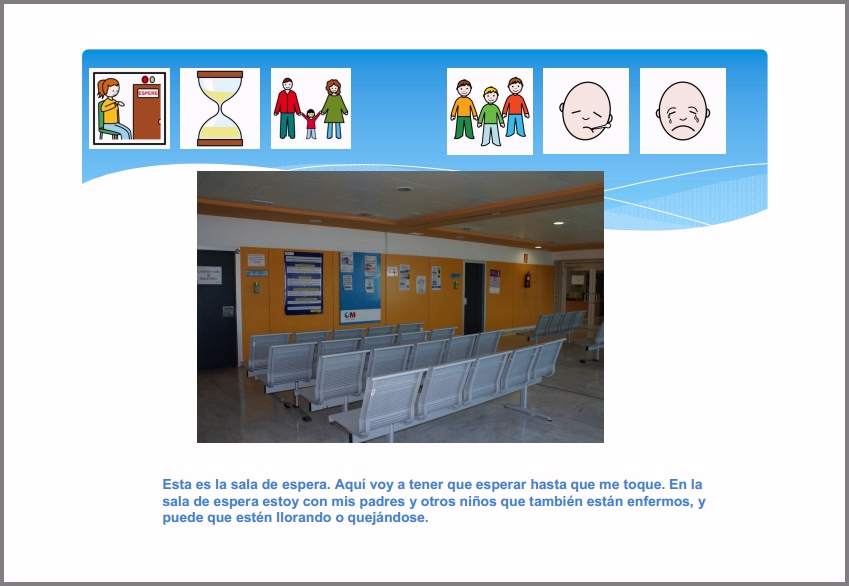 ESPERE
Esta es la sala de espera. Aquí voy a tener que esperar hasta que me toque. En la
sala de espera estoy con mis padres y otros niños que también están enfermos, y
puede que estén llorando o quejándose.